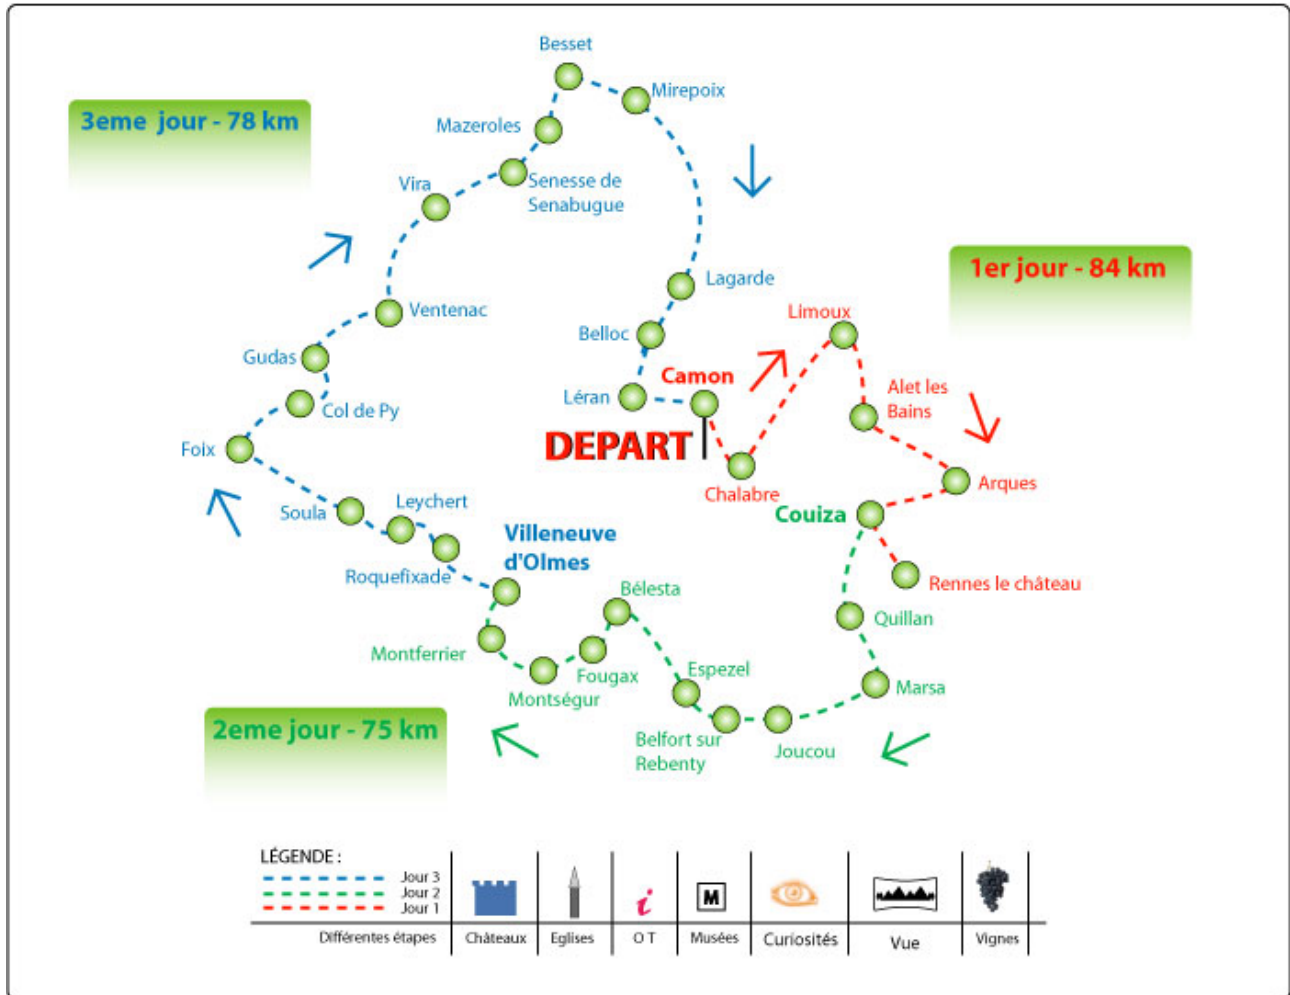 Besset
Mirepoix
3eme jour - 78 km
Mazeroles
Vira
Senesse de
Senabugue
Lagarde
1er jour - 84 km
Ventenac
Limoux
Belloc
Gudas
Camon
Léran
Alet les
Bains
Col de Py
DEPART
Foix
Chalabre
Arques
Leychert
Soula
Couiza
Villeneuve
d'Olmes
Roquefixade
Rennes le château
Bélesta
Quillan
Montferrier
Fougax
Espezel
Marsa
Montségur
2eme jour - 75 km
Belfort sur
Rebenty
Joucou
LÉGENDE :
Jour 3
Jour 2
Jour 1
i
M
Différentes étapes
Châteaux
Eglises
O T
Musées
Curiosités
Vue
Vignes